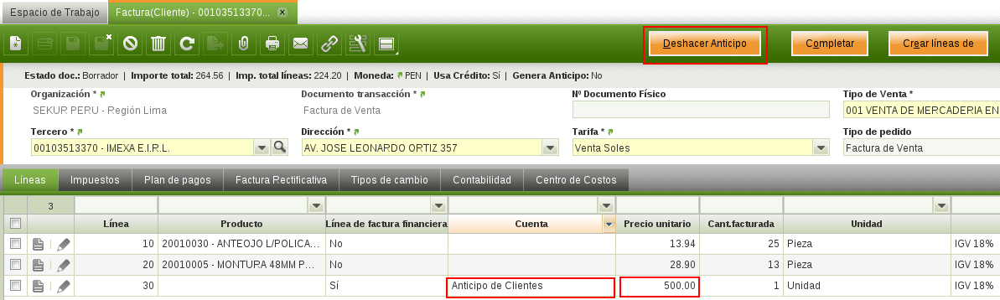 Espacio de Trabajo Factura(Cliente) - 00103513370...
Deshacer Anticipo Completar Crear líneas de
Estado doc.: Borrador | Importe total: 264.56 | Imp. total líneas: 224.20 | Moneda: PEN | Usa Crédito: Sí | Genera Anticipo: No
Organización * Documento transacción * Nº Documento Físico Tipo de Venta *
SEKUR PERU - Región Lima Factura de Venta 001 VENTA DE MERCADERIA EN
Tercero * Dirección * Tarifa * Tipo de pedido
00103513370 - IMEXA E.I.R.L. AV. JOSE LEONARDO ORTIZ 357 Venta Soles Factura de Venta
Líneas Impuestos Plan de pagos Factura Rectificativa Tipos de cambio Contabilidad Centro de Costos
3
Línea Producto Línea de factura financiera Cuenta Precio unitario Cant.facturada Unidad
10 20010030 - ANTEOJO L/POLICA... No 13.94 25 Pieza IGV 18%
20 20010005 - MONTURA 48MM P... No 28.90 13 Pieza IGV 18%
30 Sí Anticipo de Clientes 500.00 1 Unidad IGV 18%